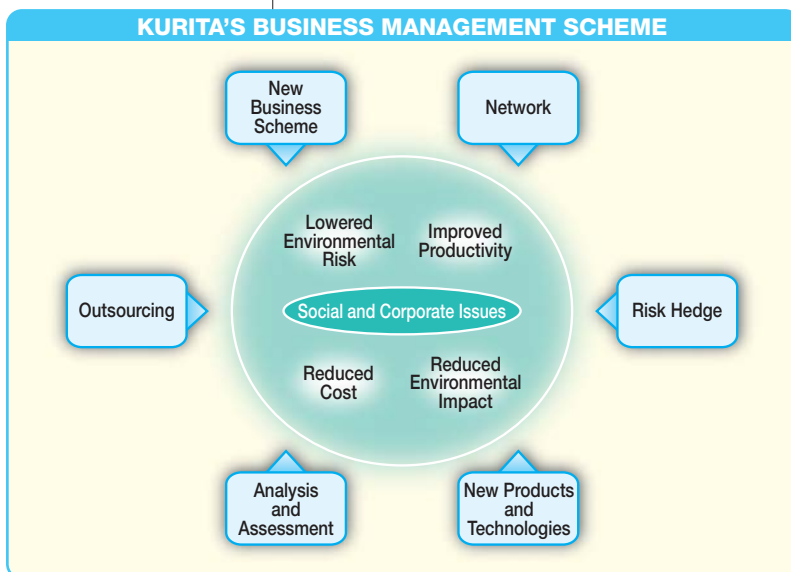 KURITA'S BUSINESS MANAGEMENT SCHEME
New
Business
Scheme
Network
Lowered
Environmental
Risk
Improved
Productivity
Outsourcing
Social and Corporate Issues
Risk Hedge
Reduced
Cost
Reduced
Environmental
Impact
Analysis
and
Assessment
New Products
and
Technologies